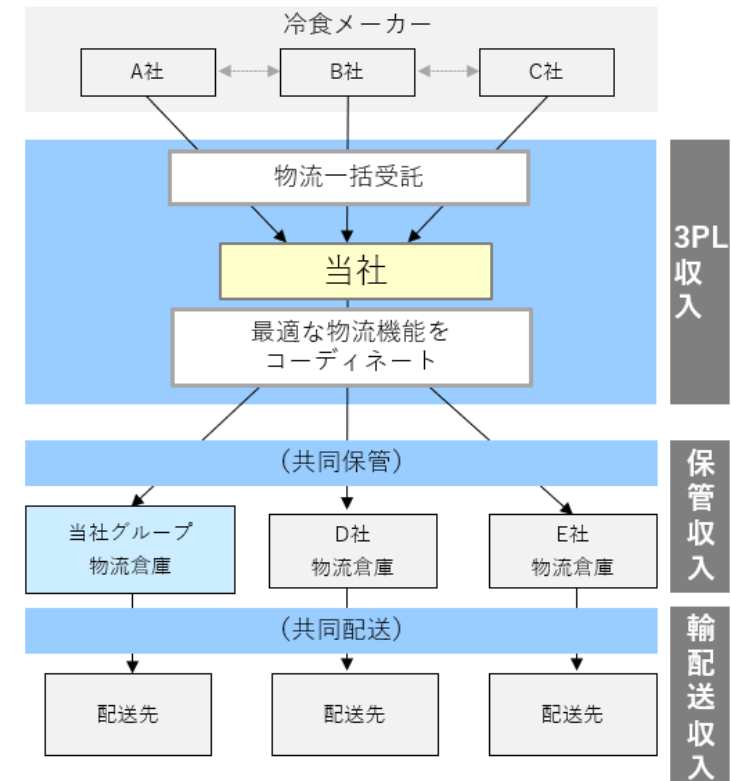 冷食メーカー
A社
B社
C社
物流一括受託
当社
最適な物流機能を
コーディネート
3PL
収
入
(共同保管)
当社グループ
物流倉庫
D社
物流倉庫
E社
物流倉庫
保
管
収
入
(共同配送)
配送先
配送先
配送先
輸
配
送
収
入